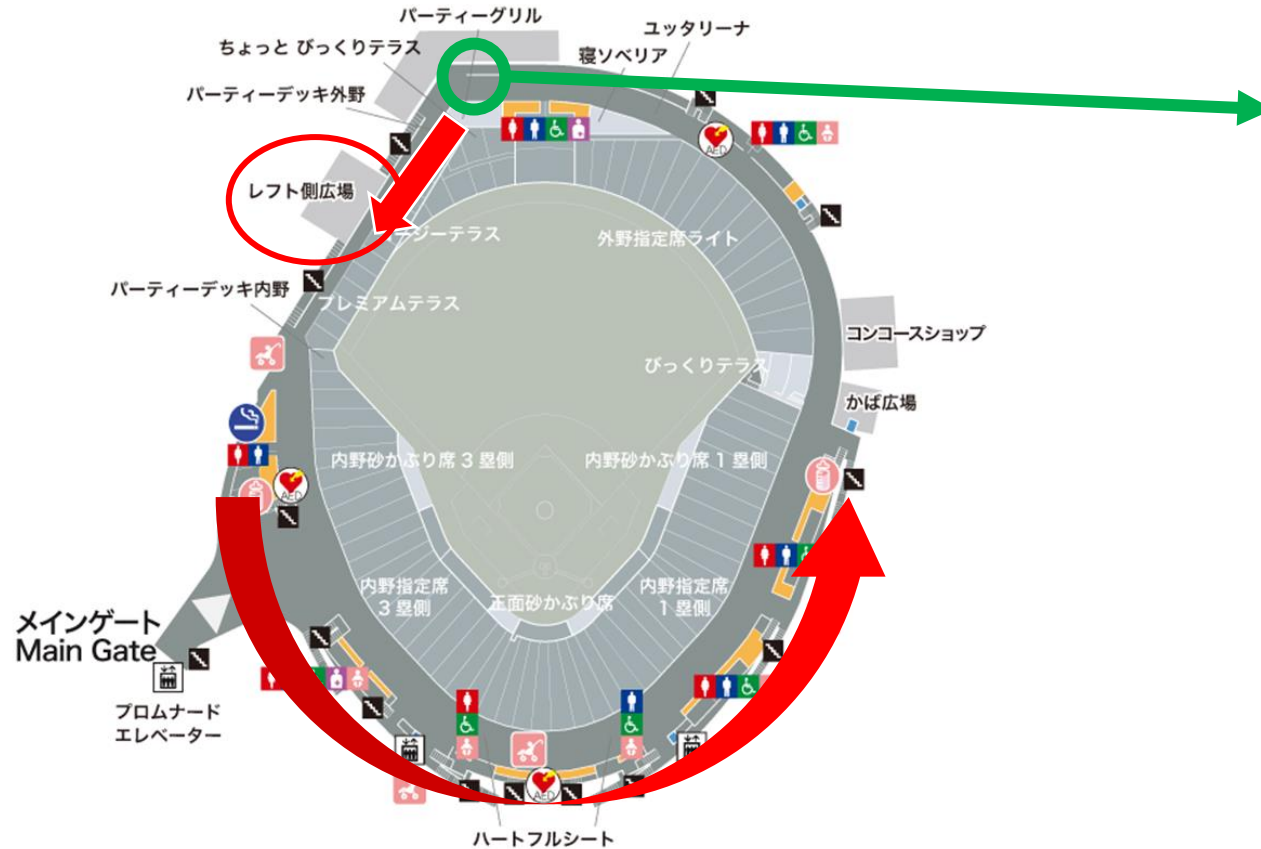 パーティーグリル
ユッタリーナ
ちょっと びっくりテラス
寝ソベリア
パーティーデッキ外野
AED
レフト側広場
ージーテラス
外野指定席ライト
パーティーデッキ内野
プレミアムテラス
コンコースショップ
びっくりテラス
かば広場
内野砂かぶり席 3 塁側
内野砂かぶり席 1 塁側
AED
内野指定席
3 塁側
正面砂かぶり席
内野指定席
1 塁側
メインゲート
Main Gate
プロムナード
エレベーター
AED
ハートフルシート